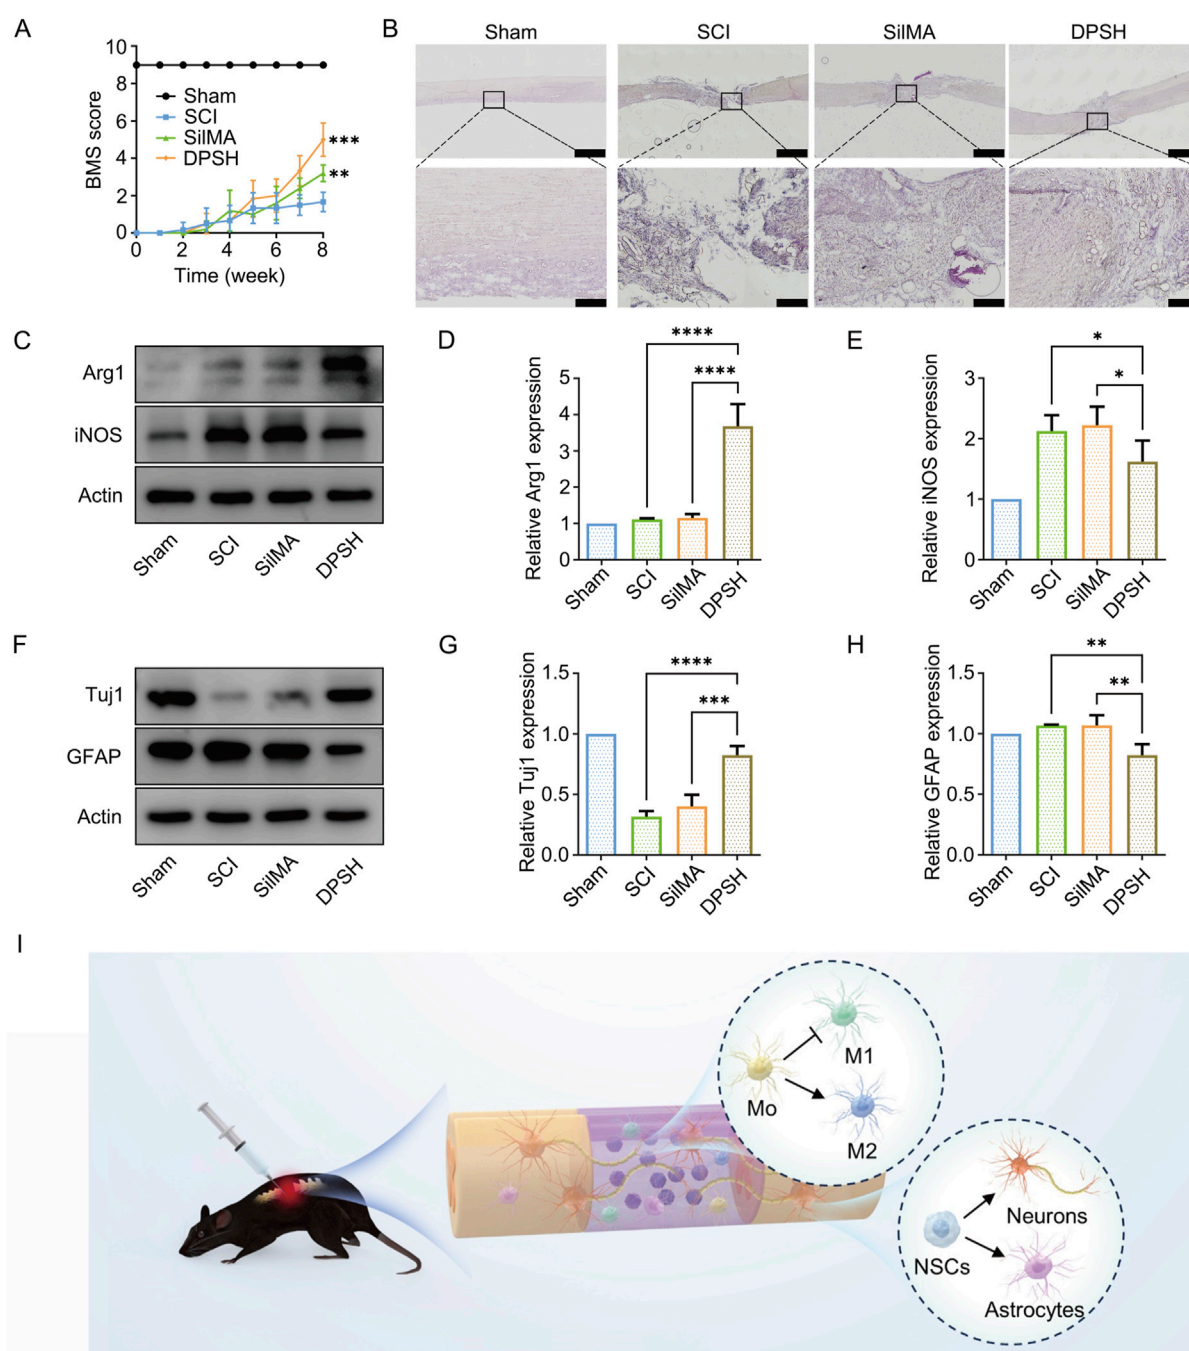 A
BMS score
10
8
6
4
2
0
0 2 4 6 8
Time (week)
Sham
SCI
SilMA
DPSH
***
**
B
Sham SCI SilMA DPSH
C
Arg1
iNOS
Actin
Sham SCI SilMA DPSH
D
Relative Arg1 expression
5
4
3
2
1
0
****
****
Sham SCI SilMA DPSH
E
Relative iNOS expression
3
2
1
0
*
*
Sham SCI SilMA DPSH
F
Tuj1
GFAP
Actin
Sham SCI SilMA DPSH
G
Relative Tuj1 expression
1.5
1.0
0.5
0.0
****
***
Sham SCI SilMA DPSH
H
Relative GFAP expression
1.5
1.0
0.5
0.0
**
**
Sham SCI SilMA DPSH
I
M1
Mo
M2
Neurons
NSCs
Astrocytes